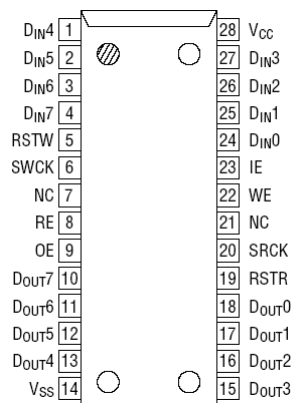 DIN4 1 28 VCC
DIN5 2 27 DIN3
DIN6 3 26 DIN2
DIN7 4 25 DIN1
RSTW 5 24 DIN0
SWCK 6 23 IE
NC 7 22 WE
RE 8 21 NC
OE 9 20 SRCK
DOUT7 10 19 RSTR
DOUT6 11 18 DOUT0
DOUT5 12 17 DOUT1
DOUT4 13 16 DOUT2
VSS 14 15 DOUT3